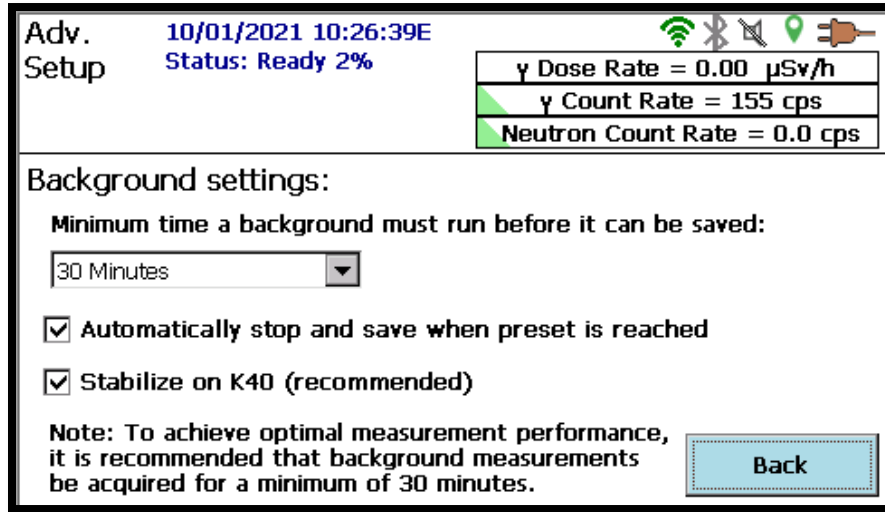 Adv.
Setup
10/01/2021 10:26:39E
Status: Ready 2%
γ Dose Rate = 0.00 µSv/h
γ Count Rate = 155 cps
Neutron Count Rate = 0.0 cps
Background settings:
Minimum time a background must run before it can be saved:
30 Minutes
Automatically stop and save when preset is reached
Stabilize on K40 (recommended)
Note: To achieve optimal measurement performance,
it is recommended that background measurements
be acquired for a minimum of 30 minutes.
Back